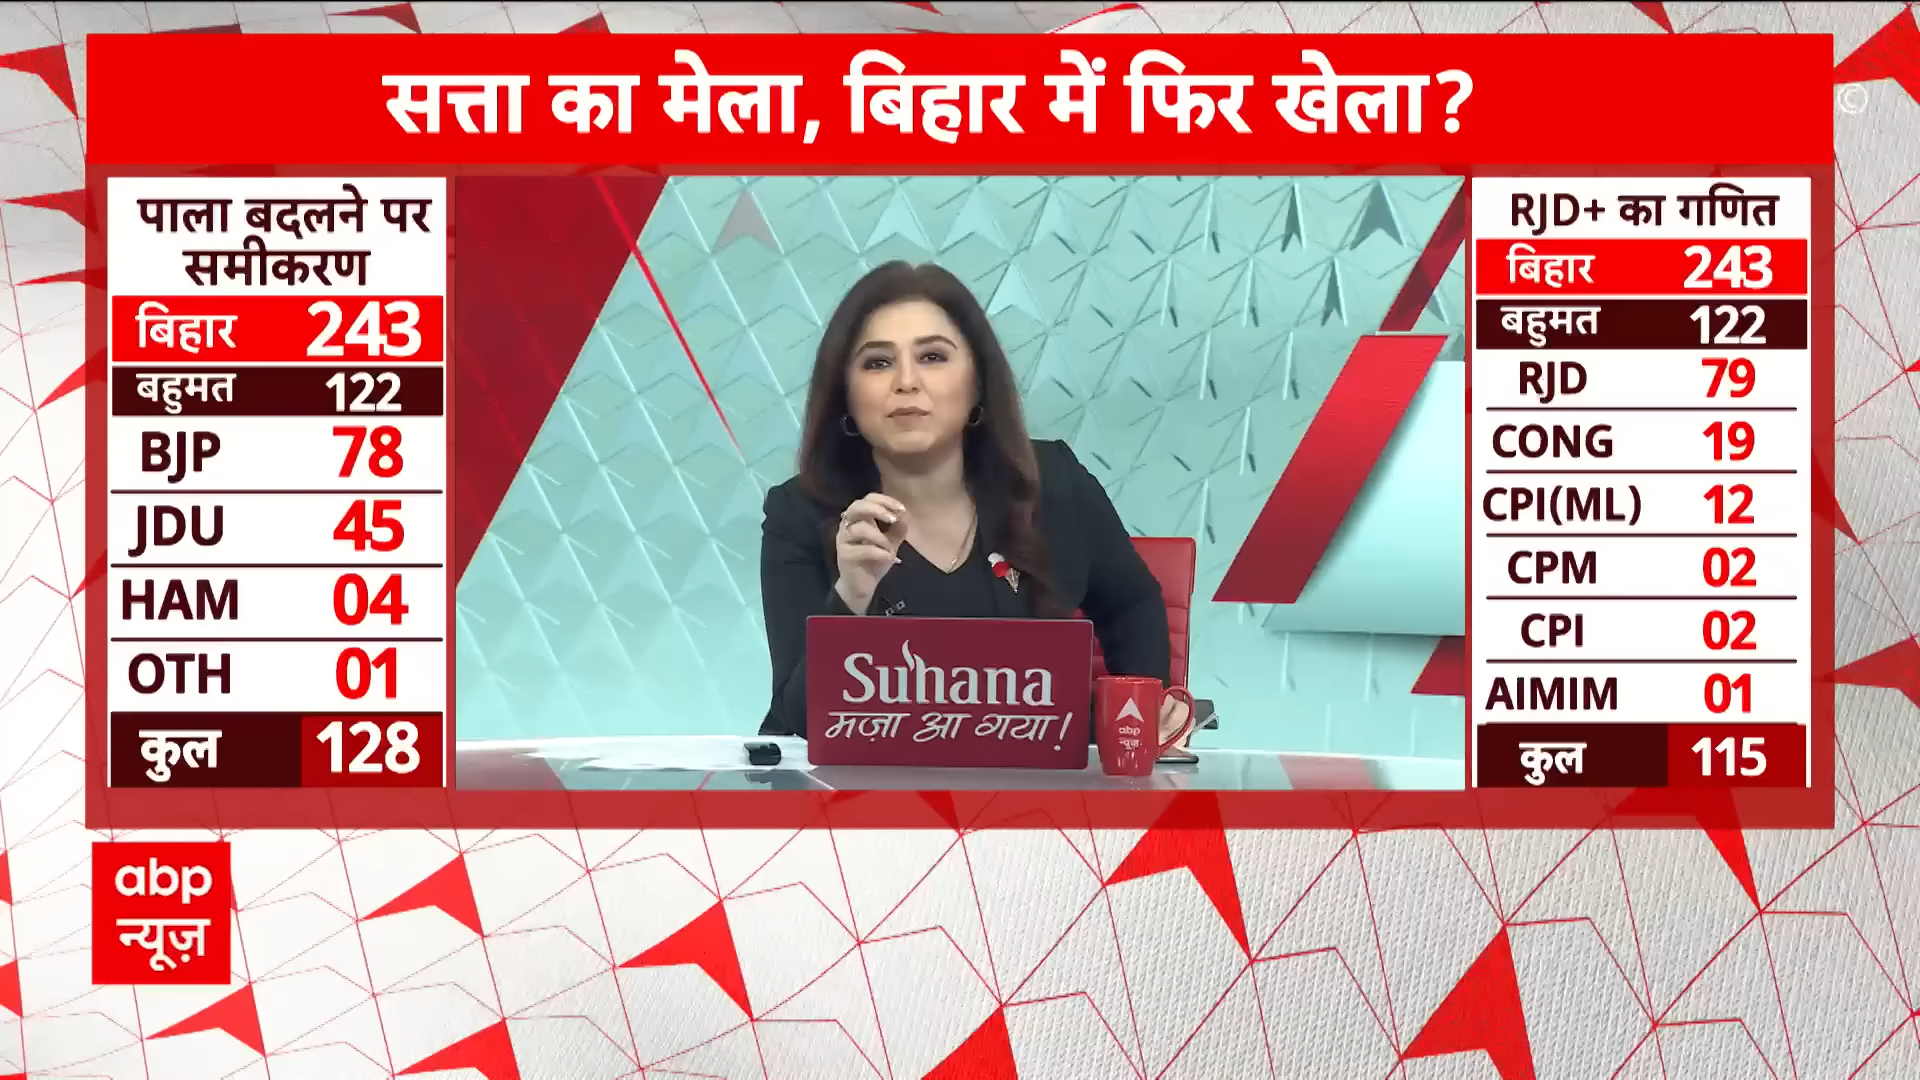 सत्ता का मेला, बिहार में फिर खेला?
©
पाला बदलने पर
समीकरण
बिहार 243
बहुमत 122
BJP 78
JDU 45
HAM 04
OTH 01
कुल 128
Suhana
मज़ा आ गया!
abp
न्यूज़
RJD+ का गणित
बिहार 243
बहुमत 122
RJD 79
CONG 19
CPI(ML) 12
CPM 02
CPI 02
AIMIM 01
कुल 115
abp
न्यूज़